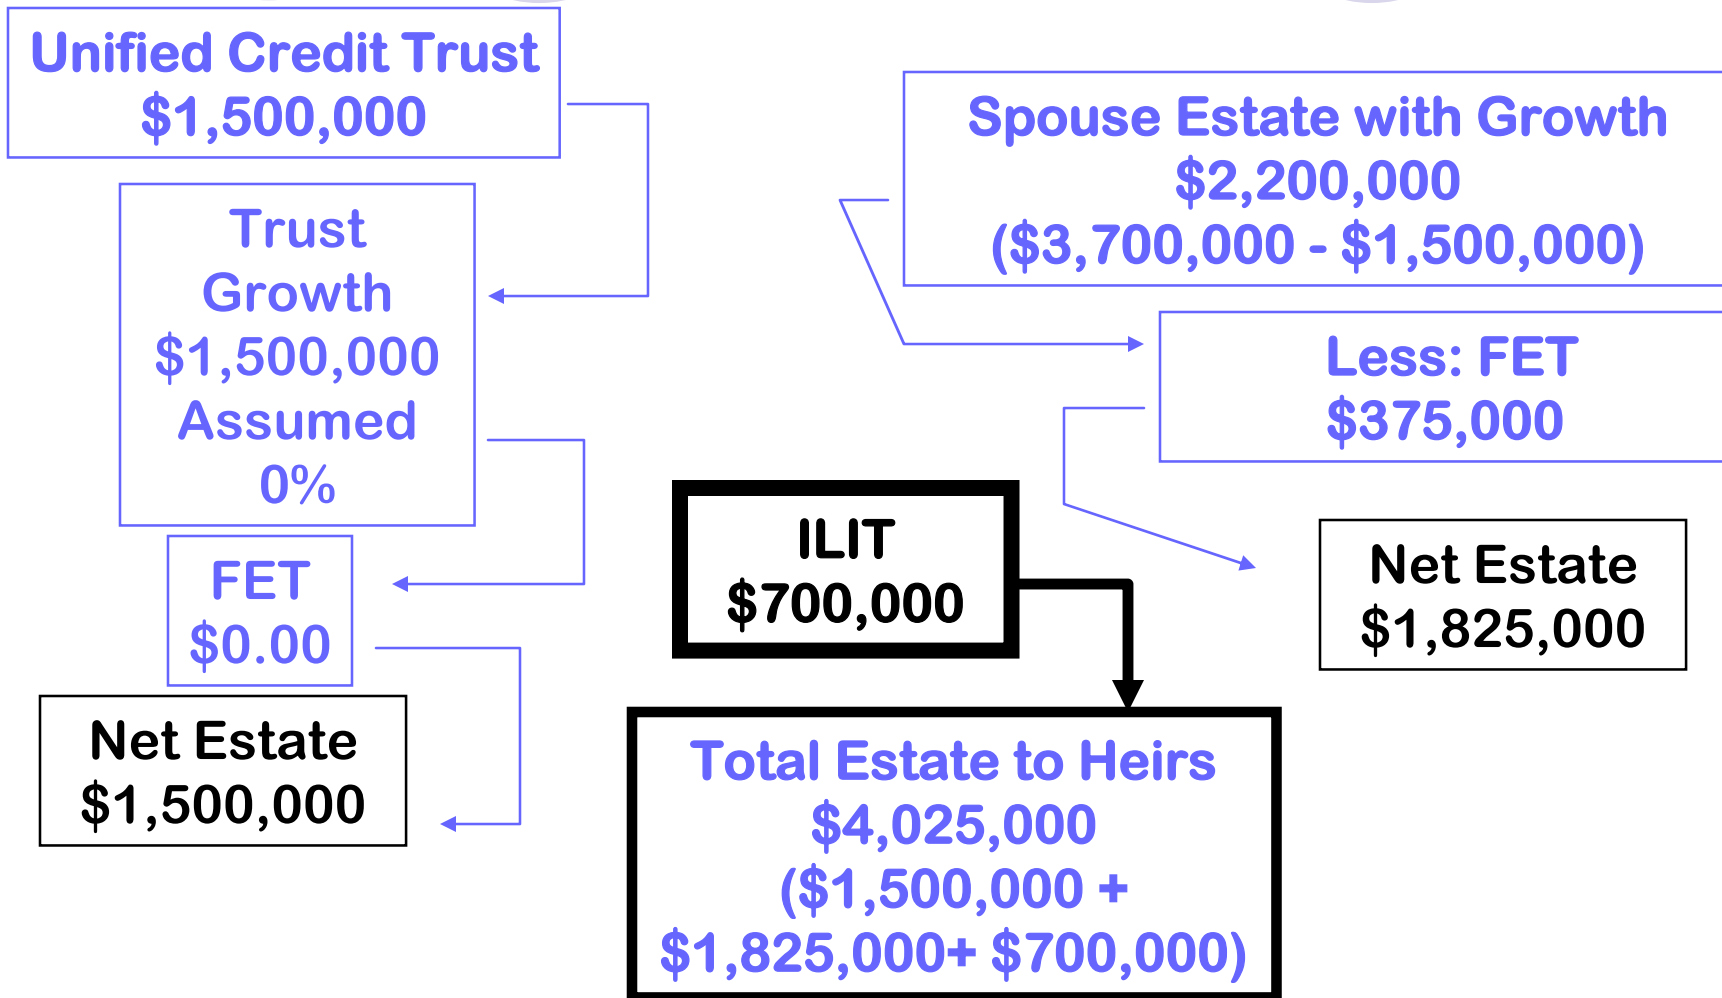 Unified Credit Trust
$1,500,000
Trust
Growth
$1,500,000
Assumed
0%
FET
$0.00
Net Estate
$1,500,000
Spouse Estate with Growth
$2,200,000
($3,700,000 - $1,500,000)
Less: FET
$375,000
Net Estate
$1,825,000
ILIT
$700,000
Total Estate to Heirs
$4,025,000
($1,500,000 +
$1,825,000+ $700,000)